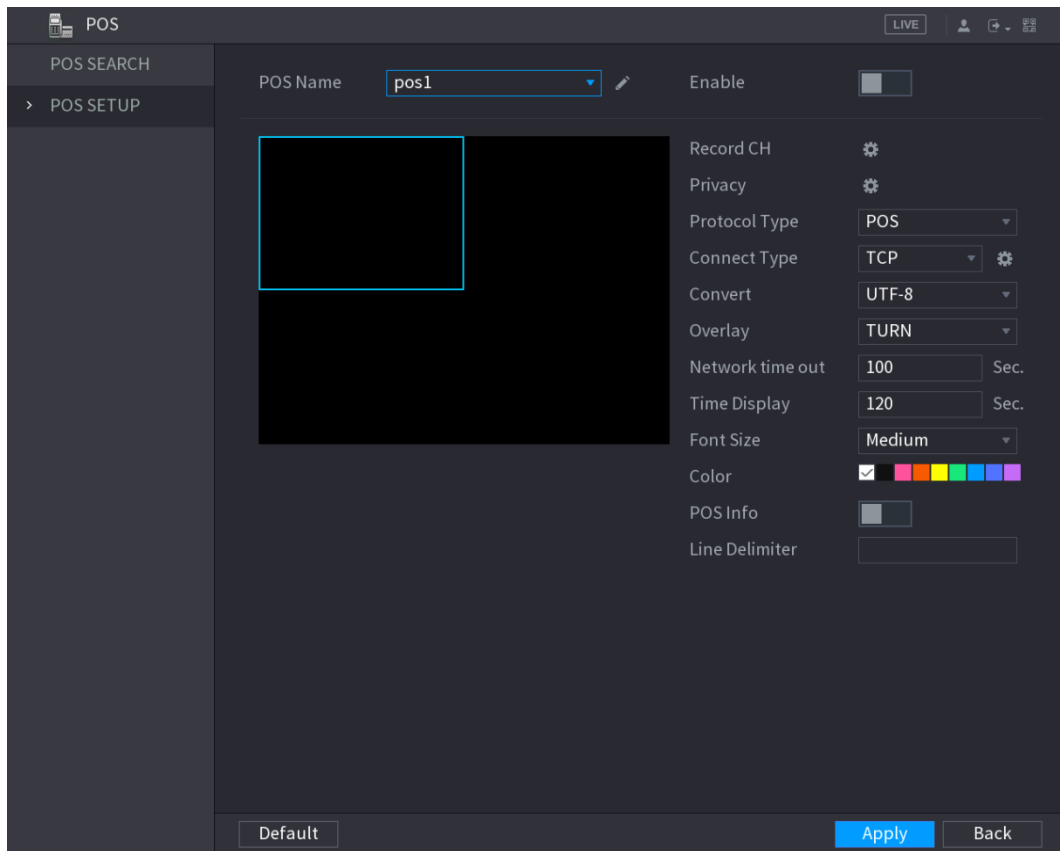 POS
LIVE
POS SEARCH
POS SETUP
POS Name pos1 Enable
Record CH
Privacy
Protocol Type POS
Connect Type TCP
Convert UTF-8
Overlay TURN
Network time out 100 Sec.
Time Display 120 Sec.
Font Size Medium
Color
POS Info
Line Delimiter
Default Apply Back